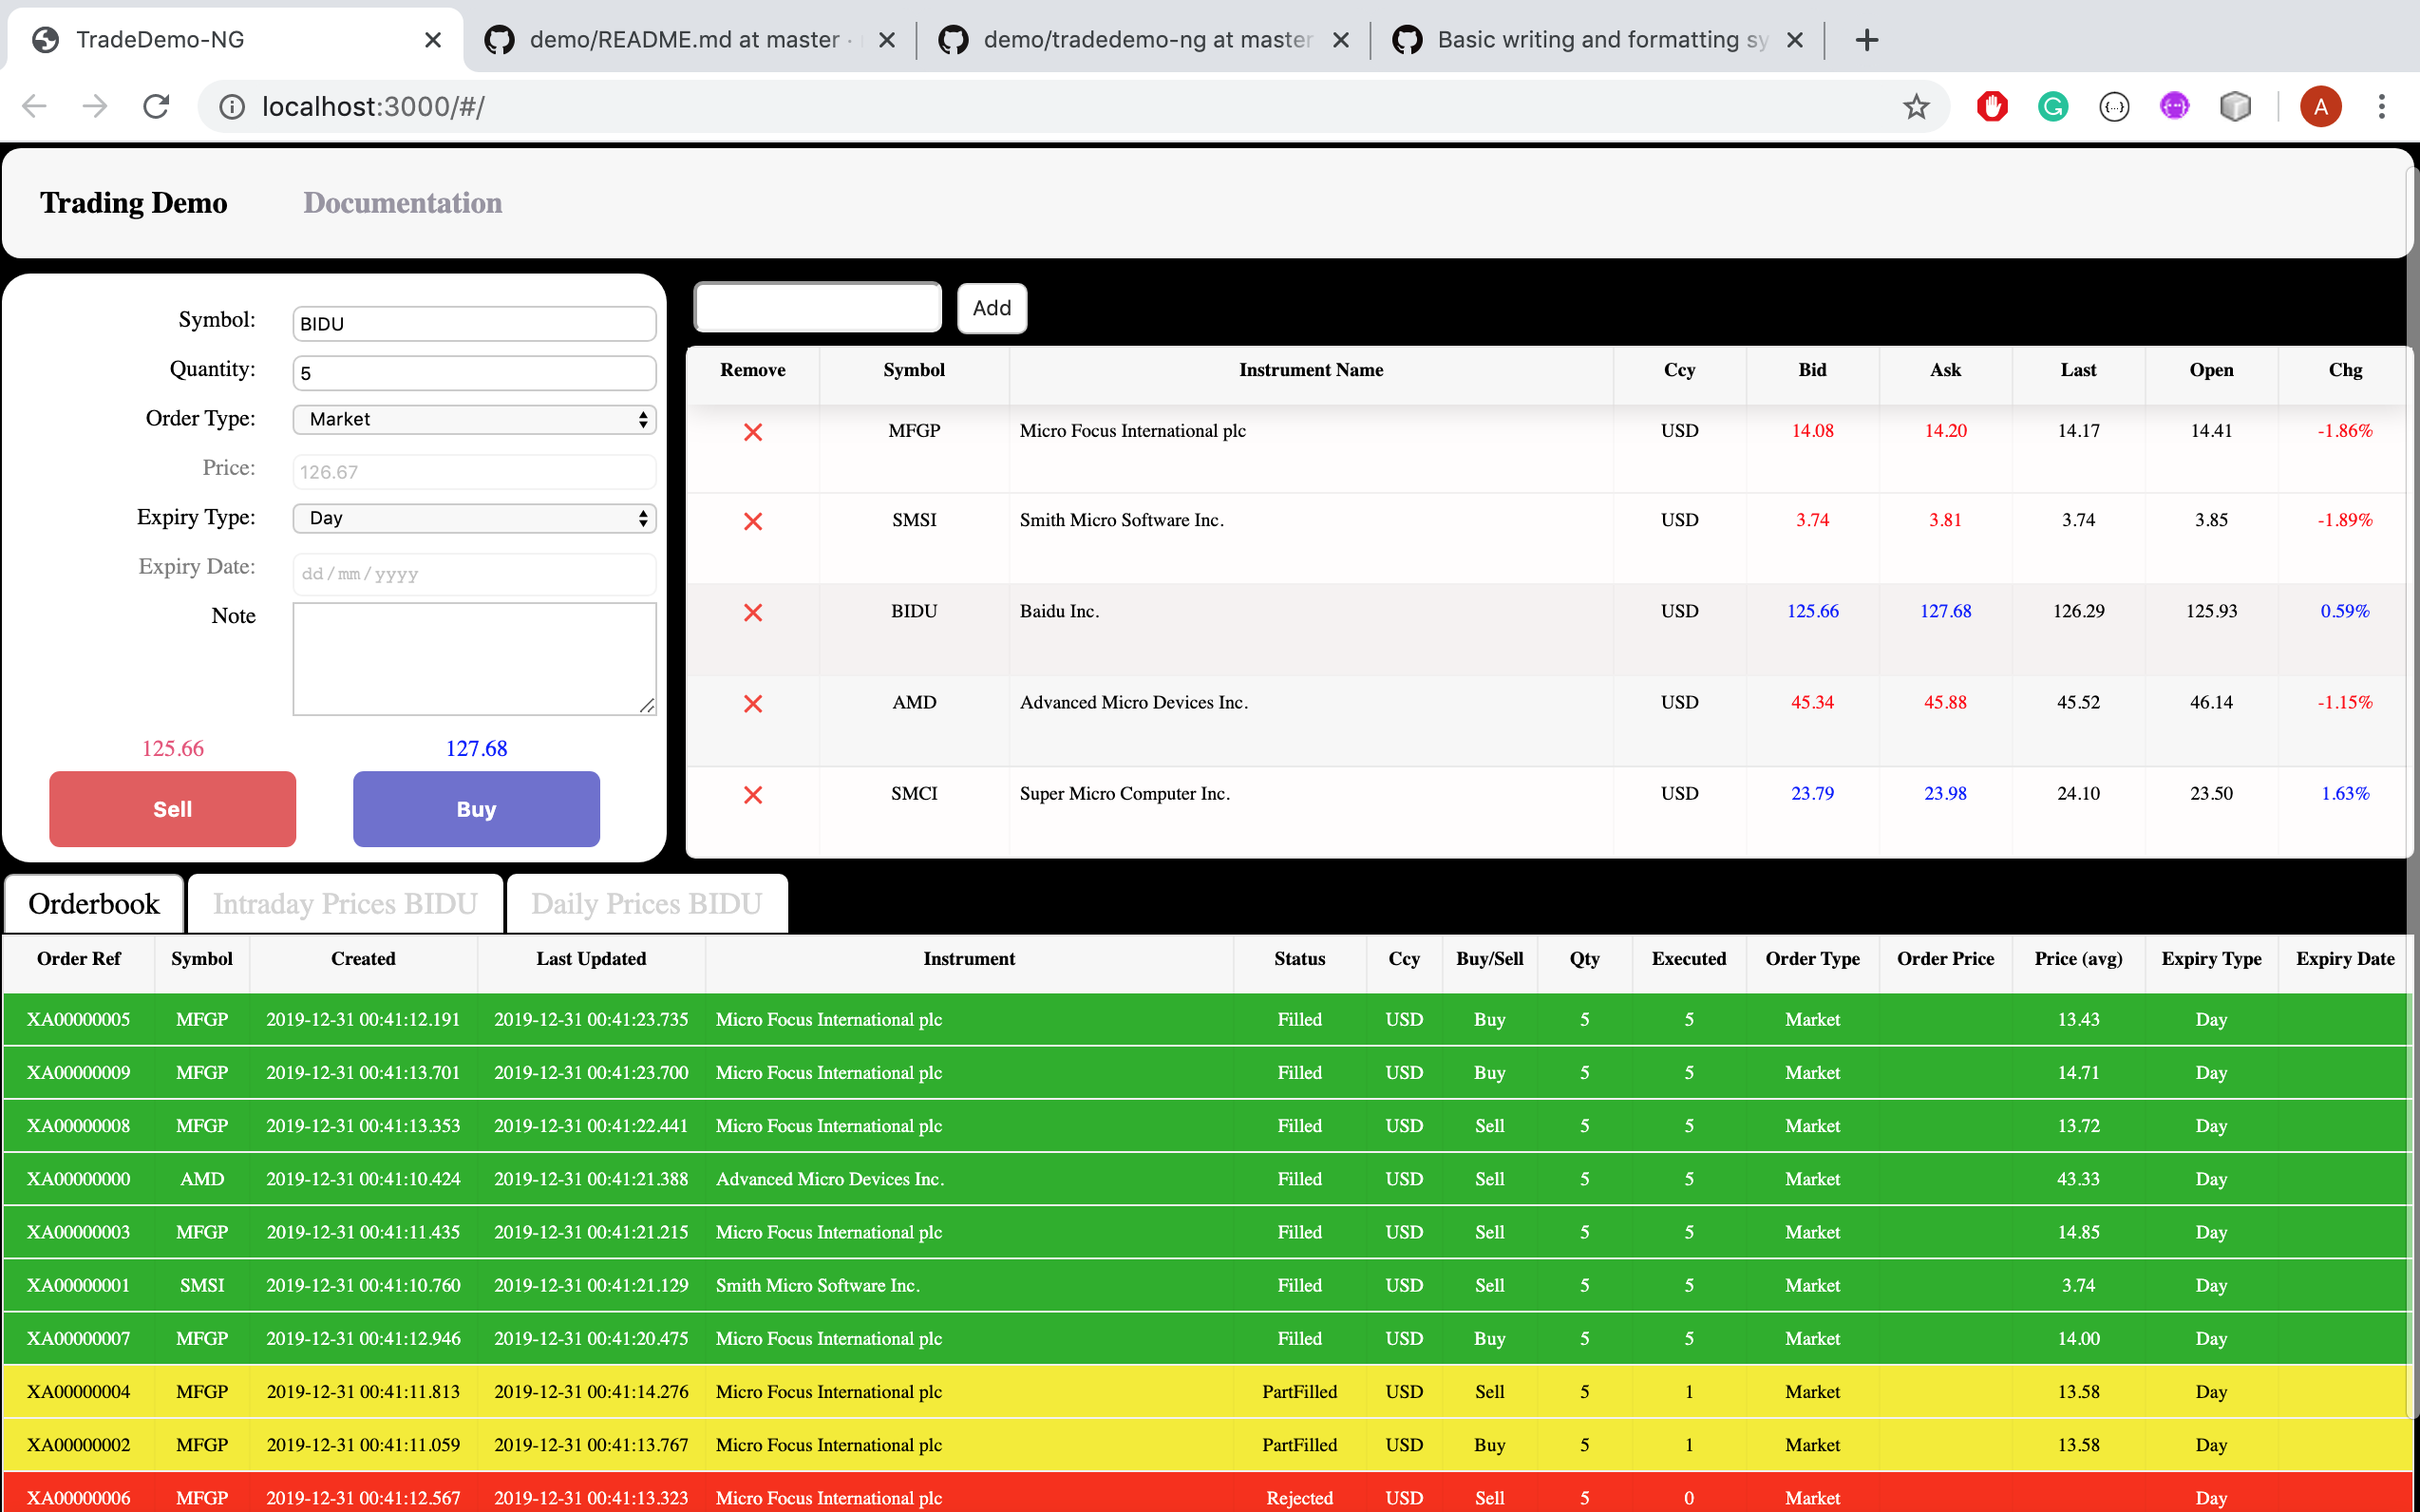 TradeDemo-NG
demo/README.md at master ·
demo/tradedemo-ng at master
Basic writing and formatting sy
localhost:3000/#/
A
Trading Demo Documentation
Symbol: BIDU
Quantity: 5
Order Type: Market
Price: 126.67
Expiry Type: Day
Expiry Date: dd/mm/yyyy
Note
125.66 127.68
Sell Buy
Add
Remove Symbol Instrument Name Ccy Bid Ask Last Open Chg
MFGP Micro Focus International plc USD 14.08 14.20 14.17 14.41 -1.86%
SMSI Smith Micro Software Inc. USD 3.74 3.81 3.74 3.85 -1.89%
BIDU Baidu Inc. USD 125.66 127.68 126.29 125.93 0.59%
AMD Advanced Micro Devices Inc. USD 45.34 45.88 45.52 46.14 -1.15%
SMCI Super Micro Computer Inc. USD 23.79 23.98 24.10 23.50 1.63%
Orderbook Intraday Prices BIDU Daily Prices BIDU
Order Ref Symbol Created Last Updated Instrument Status Ccy Buy/Sell Qty Executed Order Type Order Price Price (avg) Expiry Type Expiry Date
XA00000005 MFGP 2019-12-31 00:41:12.191 2019-12-31 00:41:23.735 Micro Focus International plc Filled USD Buy 5 5 Market 13.43 Day
XA00000009 MFGP 2019-12-31 00:41:13.701 2019-12-31 00:41:23.700 Micro Focus International plc Filled USD Buy 5 5 Market 14.71 Day
XA00000008 MFGP 2019-12-31 00:41:13.353 2019-12-31 00:41:22.441 Micro Focus International plc Filled USD Sell 5 5 Market 13.72 Day
XA00000000 AMD 2019-12-31 00:41:10.424 2019-12-31 00:41:21.388 Advanced Micro Devices Inc. Filled USD Sell 5 5 Market 43.33 Day
XA00000003 MFGP 2019-12-31 00:41:11.435 2019-12-31 00:41:21.215 Micro Focus International plc Filled USD Sell 5 5 Market 14.85 Day
XA00000001 SMSI 2019-12-31 00:41:10.760 2019-12-31 00:41:21.129 Smith Micro Software Inc. Filled USD Sell 5 5 Market 3.74 Day
XA00000007 MFGP 2019-12-31 00:41:12.946 2019-12-31 00:41:20.475 Micro Focus International plc Filled USD Buy 5 5 Market 14.00 Day
XA00000004 MFGP 2019-12-31 00:41:11.813 2019-12-31 00:41:14.276 Micro Focus International plc PartFilled USD Sell 5 1 Market 13.58 Day
XA00000002 MFGP 2019-12-31 00:41:11.059 2019-12-31 00:41:13.767 Micro Focus International plc PartFilled USD Buy 5 1 Market 13.58 Day
XA00000006 MFGP 2019-12-31 00:41:12.567 2019-12-31 00:41:13.323 Micro Focus International plc Rejected USD Sell 5 0 Market Day